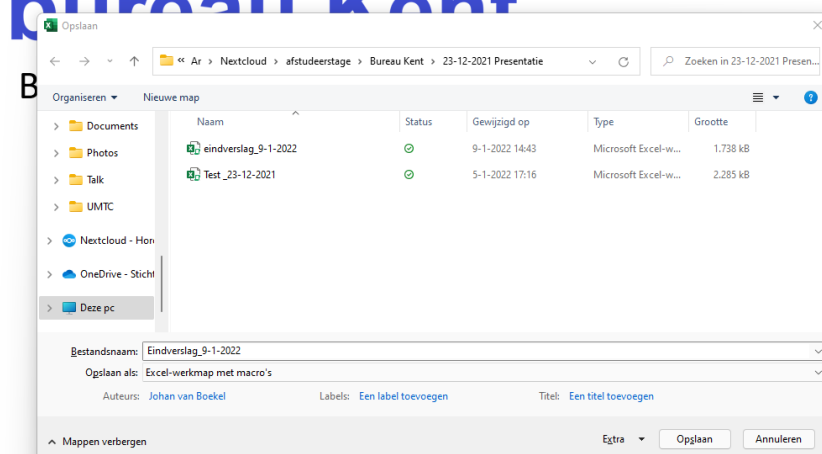 bureau Kent
Opslaan
« Ar > Nextcloud > afstudeerstage > Bureau Kent > 23-12-2021 Presentatie
Zoeken in 23-12-2021 Presen...
B
Organiseren Nieuwe map
Naam Status Gewijzigd op Type Grootte
Documents
Photos
Talk
UMTC
Nextcloud - Hor
OneDrive - Sticht
Deze pc
eindverslag_9-1-2022 9-1-2022 14:43 Microsoft Excel-w... 1.738 kB
Test _23-12-2021 5-1-2022 17:16 Microsoft Excel-w... 2.285 kB
Bestandsnaam: Eindverslag_9-1-2022
Opslaan als: Excel-werkmap met macro's
Auteurs: Johan van Boekel Labels: Een label toevoegen Titel: Een titel toevoegen
Mappen verbergen Extra Opslaan Annuleren